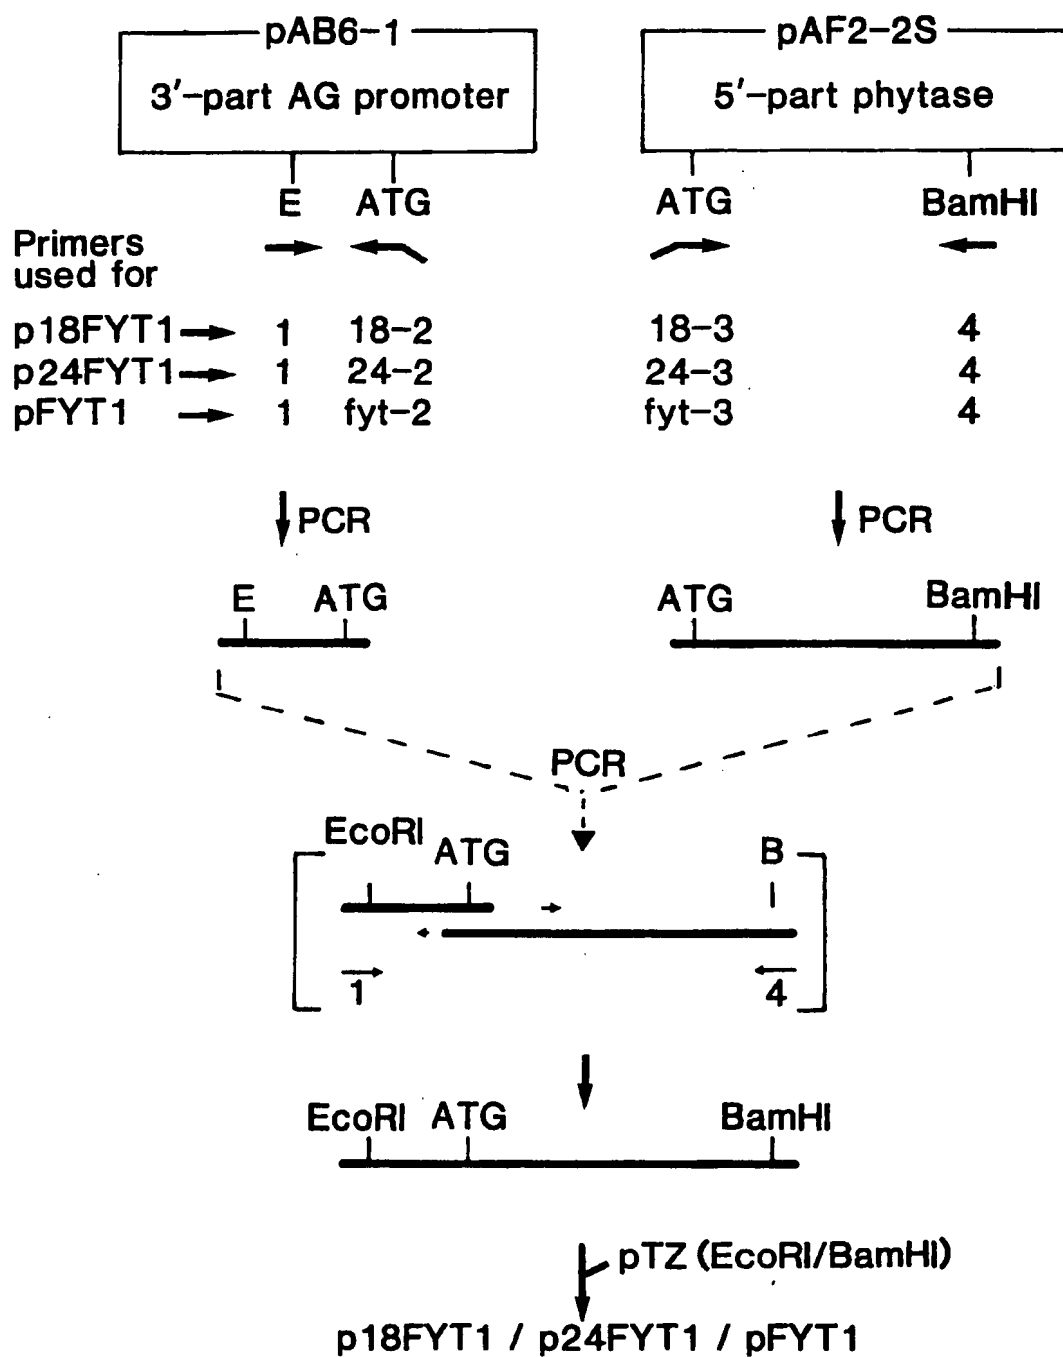 pAB6-1 pAF2-2S
3'-part AG promoter 5'-part phytase
E ATG ATG BamHI
Primers
used for
p18FYT1 1 18-2 18-3 4
p24FYT1 1 24-2 24-3 4
pFYT1 1 fyt-2 fyt-3 4
PCR PCR
E ATG ATG BamHI
PCR
EcoRI ATG B
1 4
EcoRI ATG BamHI
pTZ (EcoRI/BamHI)
p18FYT1 / p24FYT1 / pFYT1